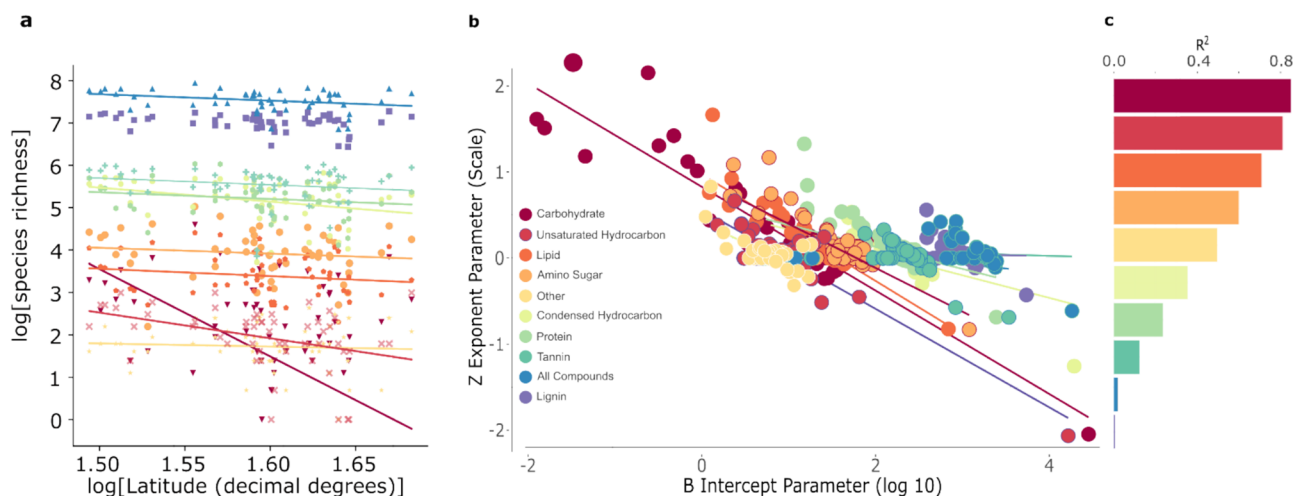 a
log[species richness]
8
7
6
5
4
3
2
1
0
1.50 1.55 1.60 1.65
log[Latitude (decimal degrees)]
b
Z Exponent Parameter (Scale)
2
1
0
-1
-2
Carbohydrate
Unsaturated Hydrocarbon
Lipid
Amino Sugar
Other
Condensed Hydrocarbon
Protein
Tannin
All Compounds
Lignin
-2 0 2 4
B Intercept Parameter (log 10)
c
R²
0.0 0.4 0.8